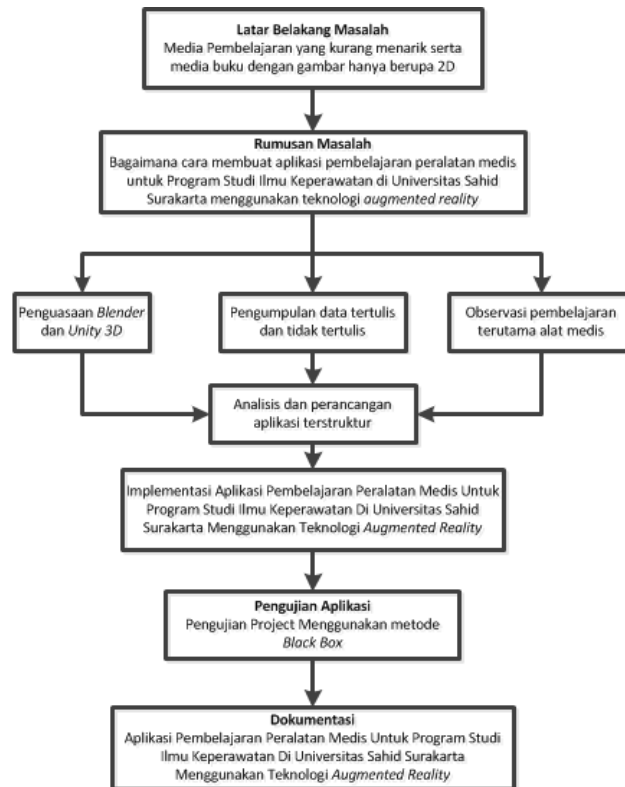 Latar Belakang Masalah
Media Pembelajaran yang kurang menarik serta
media buku dengan gambar hanya berupa 2D
Rumusan Masalah
Bagaimana cara membuat aplikasi pembelajaran peralatan medis
untuk Program Studi Ilmu Keperawatan di Universitas Sahid
Surakarta menggunakan teknologi augmented reality
Penguasaan Blender
dan Unity 3D
Pengumpulan data tertulis
dan tidak tertulis
Observasi pembelajaran
terutama alat medis
Analisis dan perancangan
aplikasi terstruktur
Implementasi Aplikasi Pembelajaran Peralatan Medis Untuk
Program Studi Ilmu Keperawatan Di Universitas Sahid
Surakarta Menggunakan Teknologi Augmented Reality
Pengujian Aplikasi
Pengujian Project Menggunakan metode
Black Box
Dokumentasi
Aplikasi Pembelajaran Peralatan Medis Untuk Program Studi
Ilmu Keperawatan Di Universitas Sahid Surakarta
Menggunakan Teknologi Augmented Reality